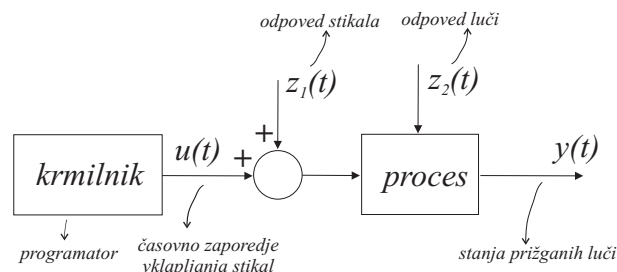 odpoved stikala
odpoved luči
z₁(t)
z₂(t)
+
u(t)
+
y(t)
krmilnik
proces
programator
časovno zaporedje
vklapljanja stikal
stanja prižganih luči